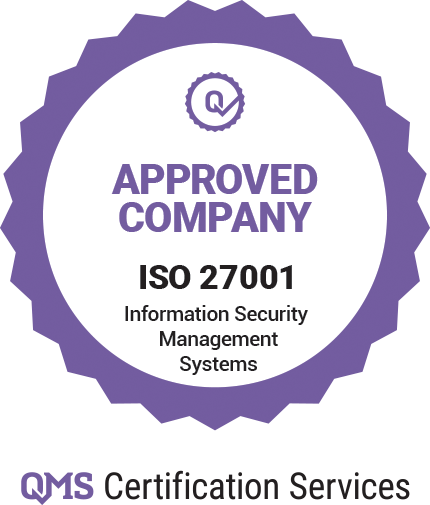 Q
APPROVED
COMPANY
ISO 27001
Information Security
Management
Systems
QMS Certification Services